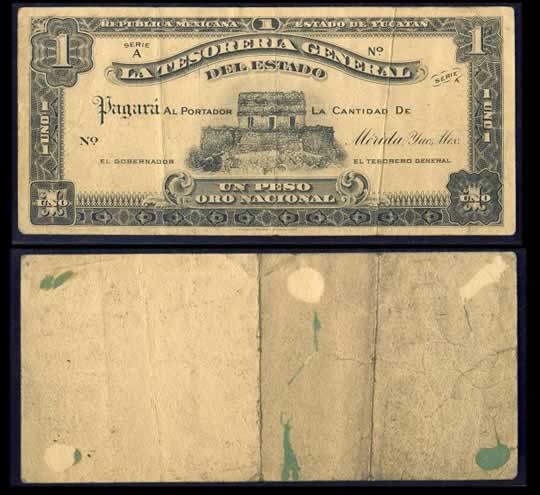 REPUBLICA MEXICANA 1 ESTADO DE YUCATAN
1 SERIE A Nº 1
LA TESORERIA GENERAL
DEL ESTADO
SERIE A
Pagará AL PORTADOR LA CANTIDAD DE
Nº Mérida, Yuc., Mex.
EL GOBERNADOR EL TESORERO GENERAL
1 UNO 1
1 UNO 1
UN PESO
ORO NACIONAL
UNO
UNO